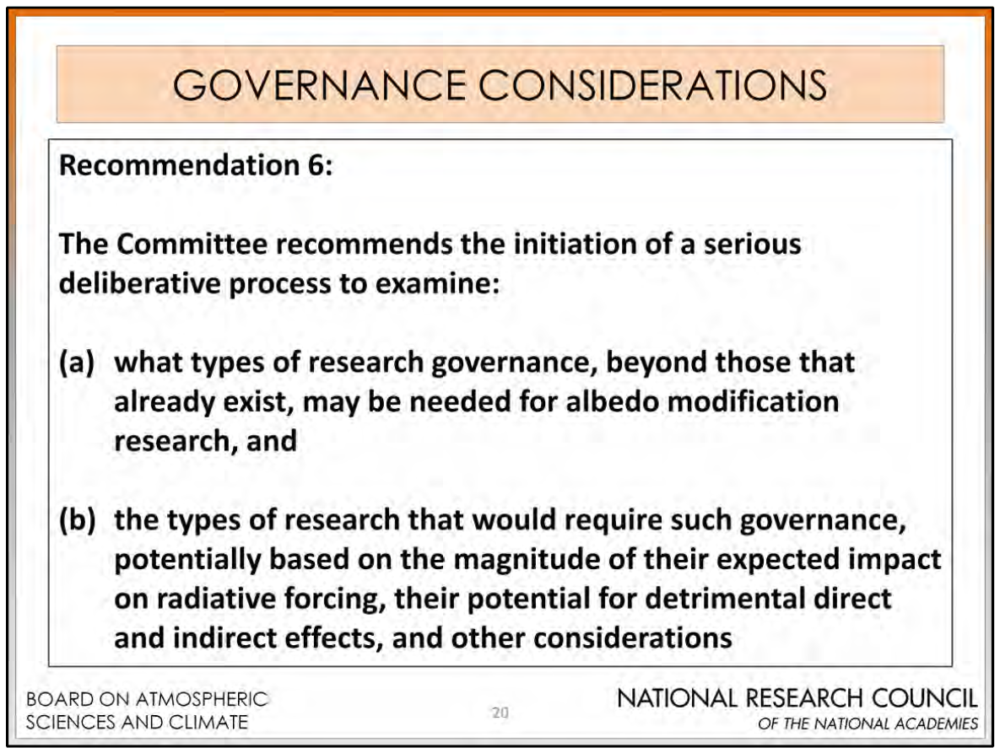 GOVERNANCE CONSIDERATIONS
Recommendation 6:
The Committee recommends the initiation of a serious
deliberative process to examine:
(a) what types of research governance, beyond those that
already exist, may be needed for albedo modification
research, and
(b) the types of research that would require such governance,
potentially based on the magnitude of their expected impact
on radiative forcing, their potential for detrimental direct
and indirect effects, and other considerations
BOARD ON ATMOSPHERIC
SCIENCES AND CLIMATE
20
NATIONAL RESEARCH COUNCIL
OF THE NATIONAL ACADEMIES